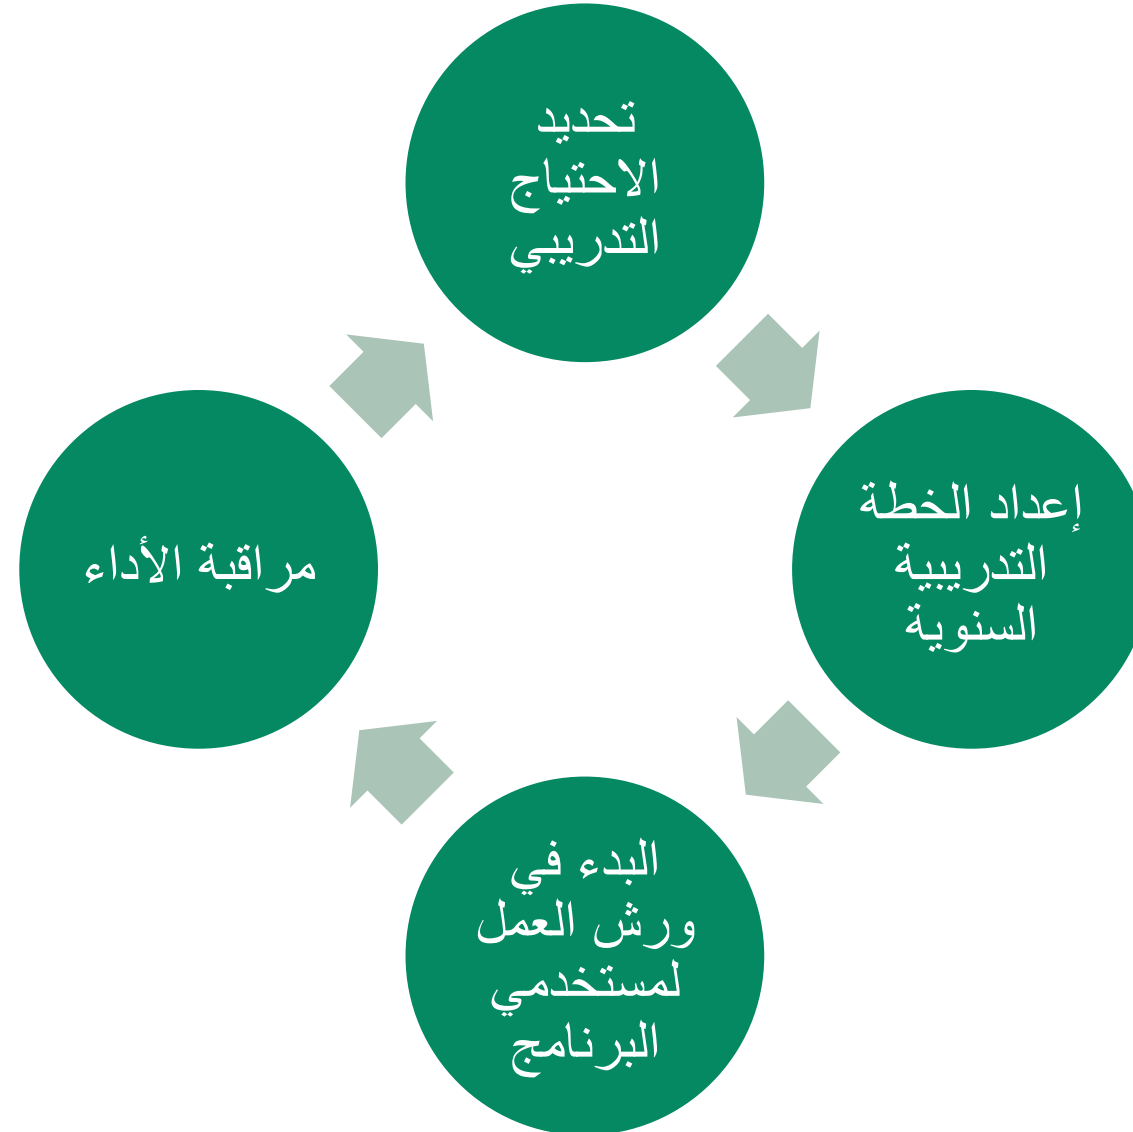 تحديد
الاحتياج
التدريبي
إعداد الخطة
التدريبية
السنوية
البدء في
ورش العمل
لمستخدمي
البرنامج
مراقبة الأداء